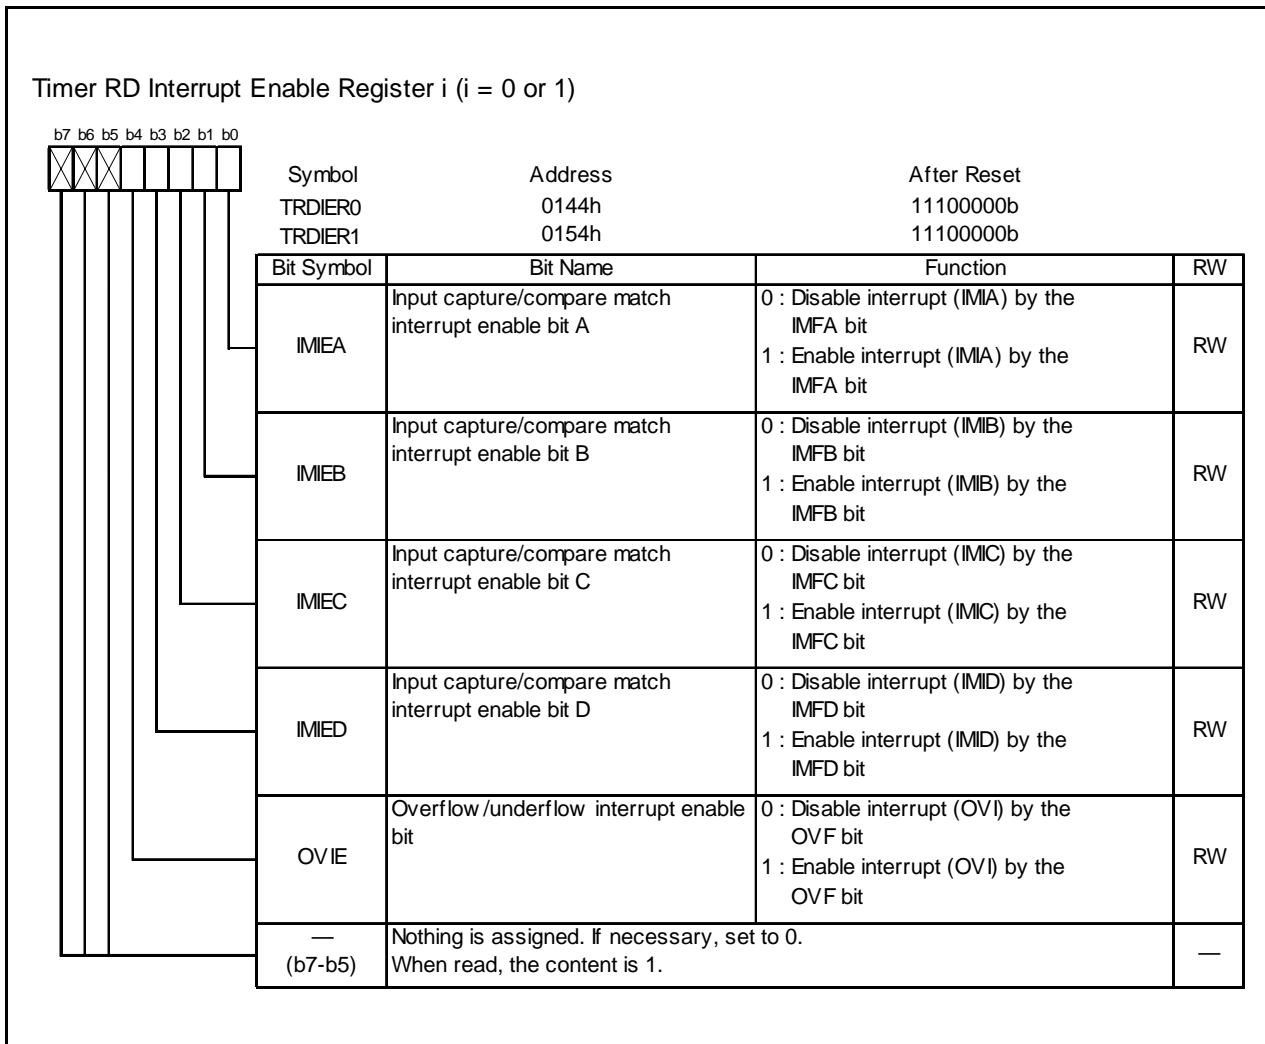 Timer RD Interrupt Enable Register i (i = 0 or 1)
b7 b6 b5 b4 b3 b2 b1 b0
Symbol Address After Reset
TRDIER0 0144h 11100000b
TRDIER1 0154h 11100000b
Bit Symbol Bit Name Function RW
IMIEA
Input capture/compare match
interrupt enable bit A
0 : Disable interrupt (IMIA) by the
IMFA bit
1 : Enable interrupt (IMIA) by the
IMFA bit
RW
IMIEB
Input capture/compare match
interrupt enable bit B
0 : Disable interrupt (IMIB) by the
IMFB bit
1 : Enable interrupt (IMIB) by the
IMFB bit
RW
IMIEC
Input capture/compare match
interrupt enable bit C
0 : Disable interrupt (IMIC) by the
IMFC bit
1 : Enable interrupt (IMIC) by the
IMFC bit
RW
IMIED
Input capture/compare match
interrupt enable bit D
0 : Disable interrupt (IMID) by the
IMFD bit
1 : Enable interrupt (IMID) by the
IMFD bit
RW
OVIE
Overflow/underflow interrupt enable
bit
0 : Disable interrupt (OVI) by the
OVF bit
1 : Enable interrupt (OVI) by the
OVF bit
RW
—
(b7-b5)
Nothing is assigned. If necessary, set to 0.
When read, the content is 1.
—